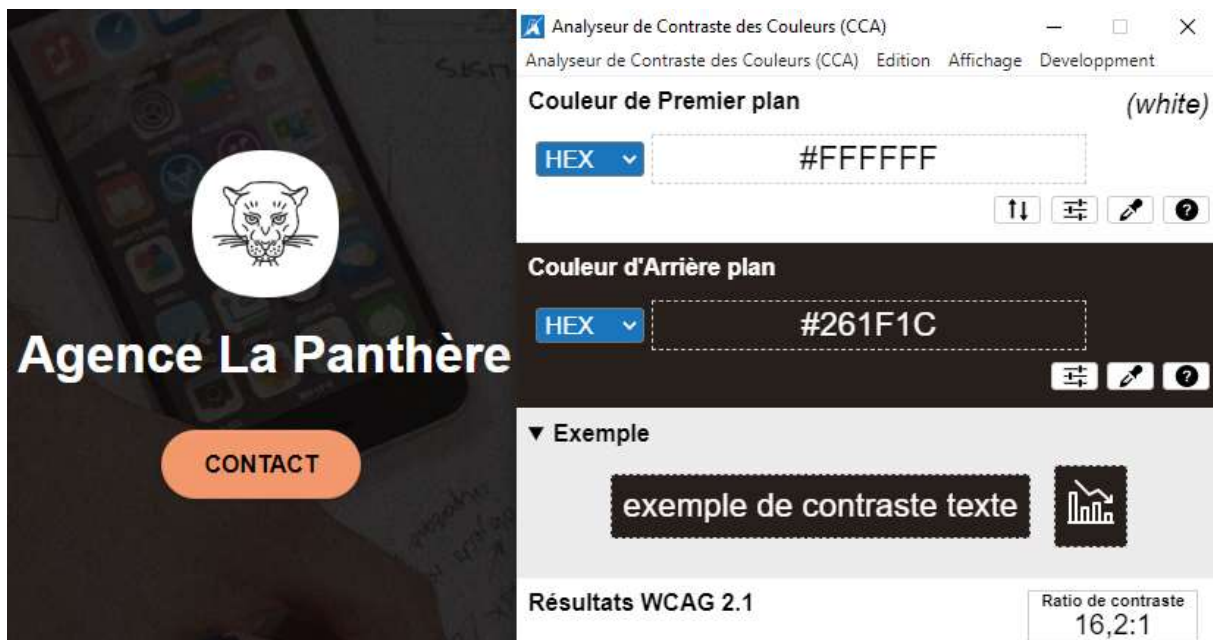 Agence La Panthère
CONTACT
Analyseur de Contraste des Couleurs (CCA)
Analyseur de Contraste des Couleurs (CCA) Edition Affichage Developpment
Couleur de Premier plan (white)
HEX #FFFFFF
Couleur d'Arrière plan
HEX #261F1C
▼ Exemple
exemple de contraste texte
Résultats WCAG 2.1
Ratio de contraste
16,2:1